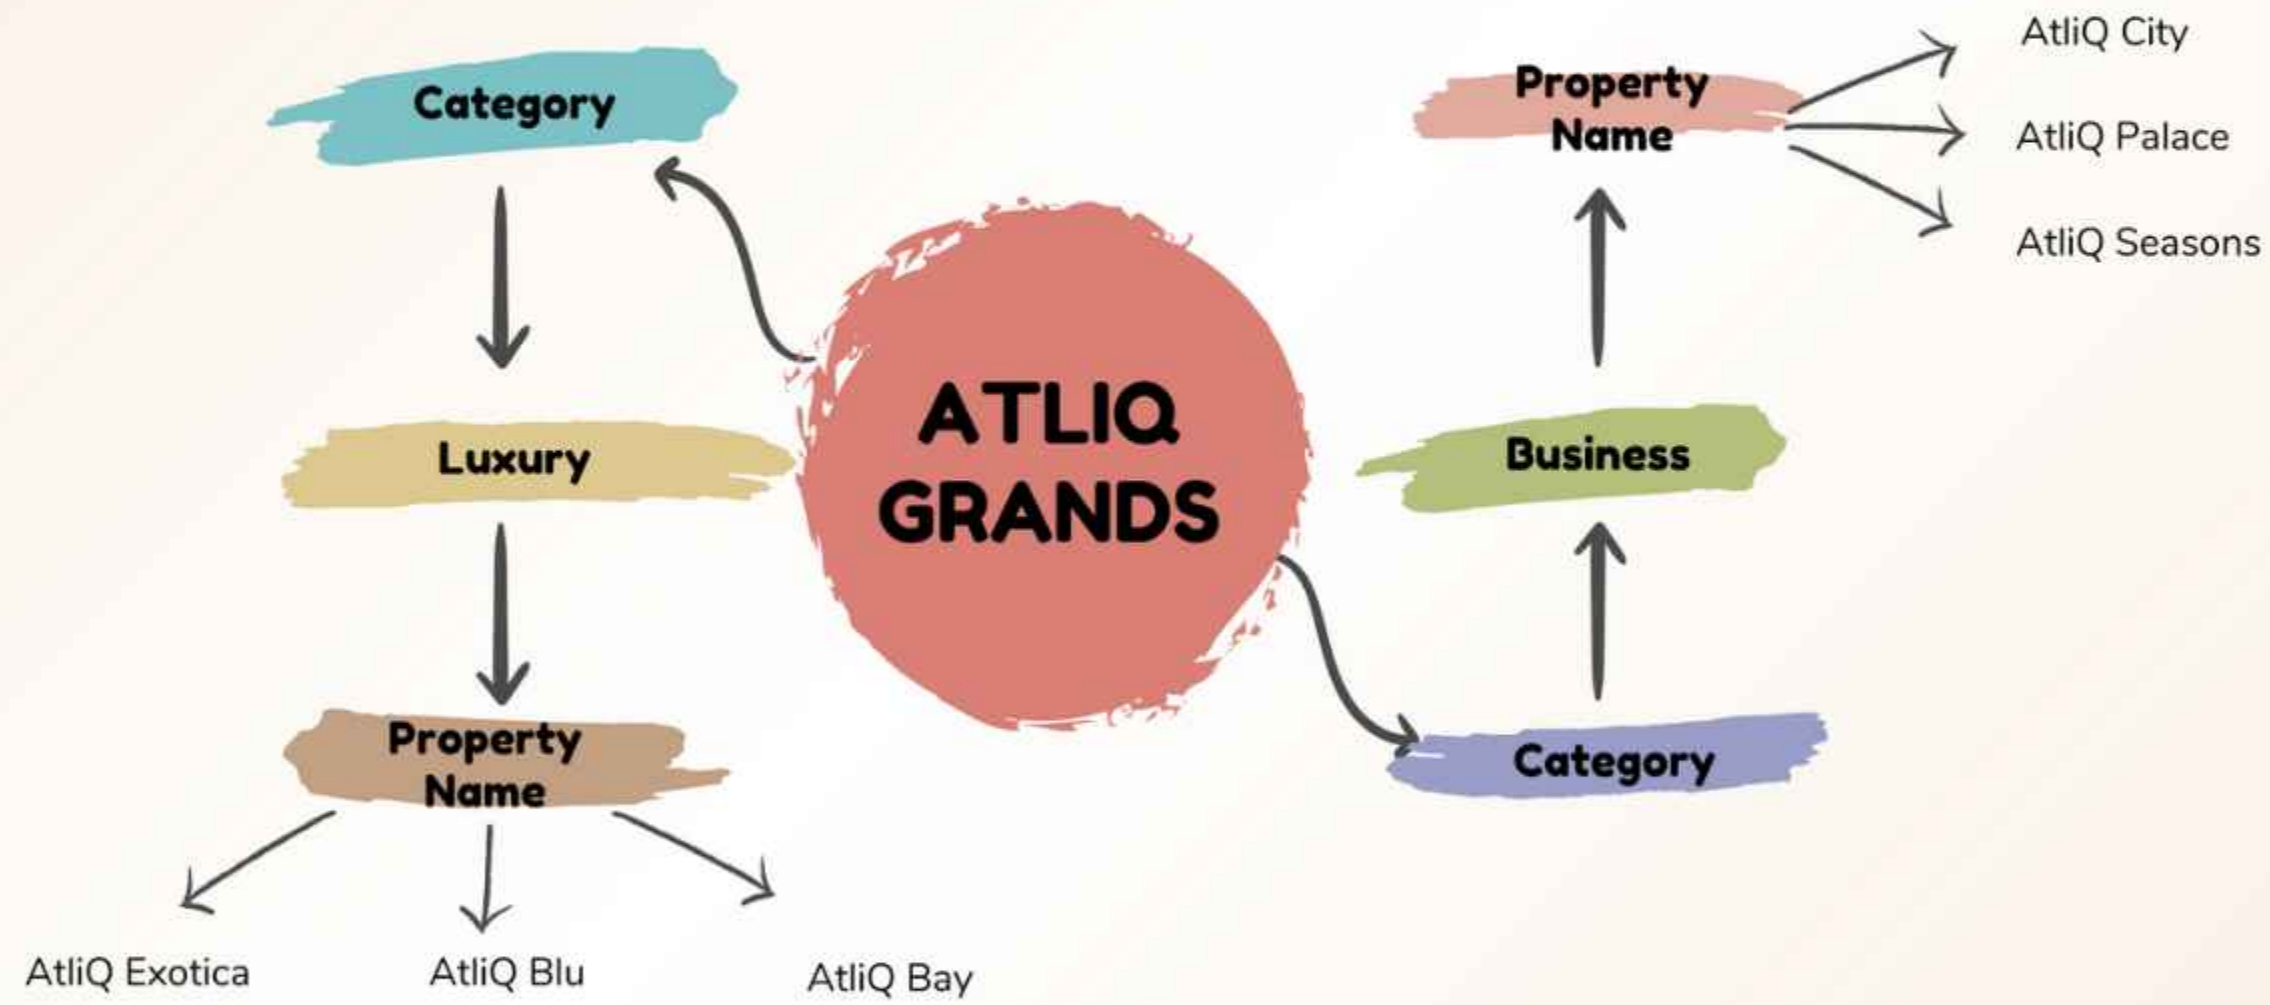 Category
Luxury
Property
Name
AtliQ Exotica
AtliQ Blu
AtliQ Bay
ATLIQ
GRANDS
Category
Business
Property
Name
AtliQ City
AtliQ Palace
AtliQ Seasons